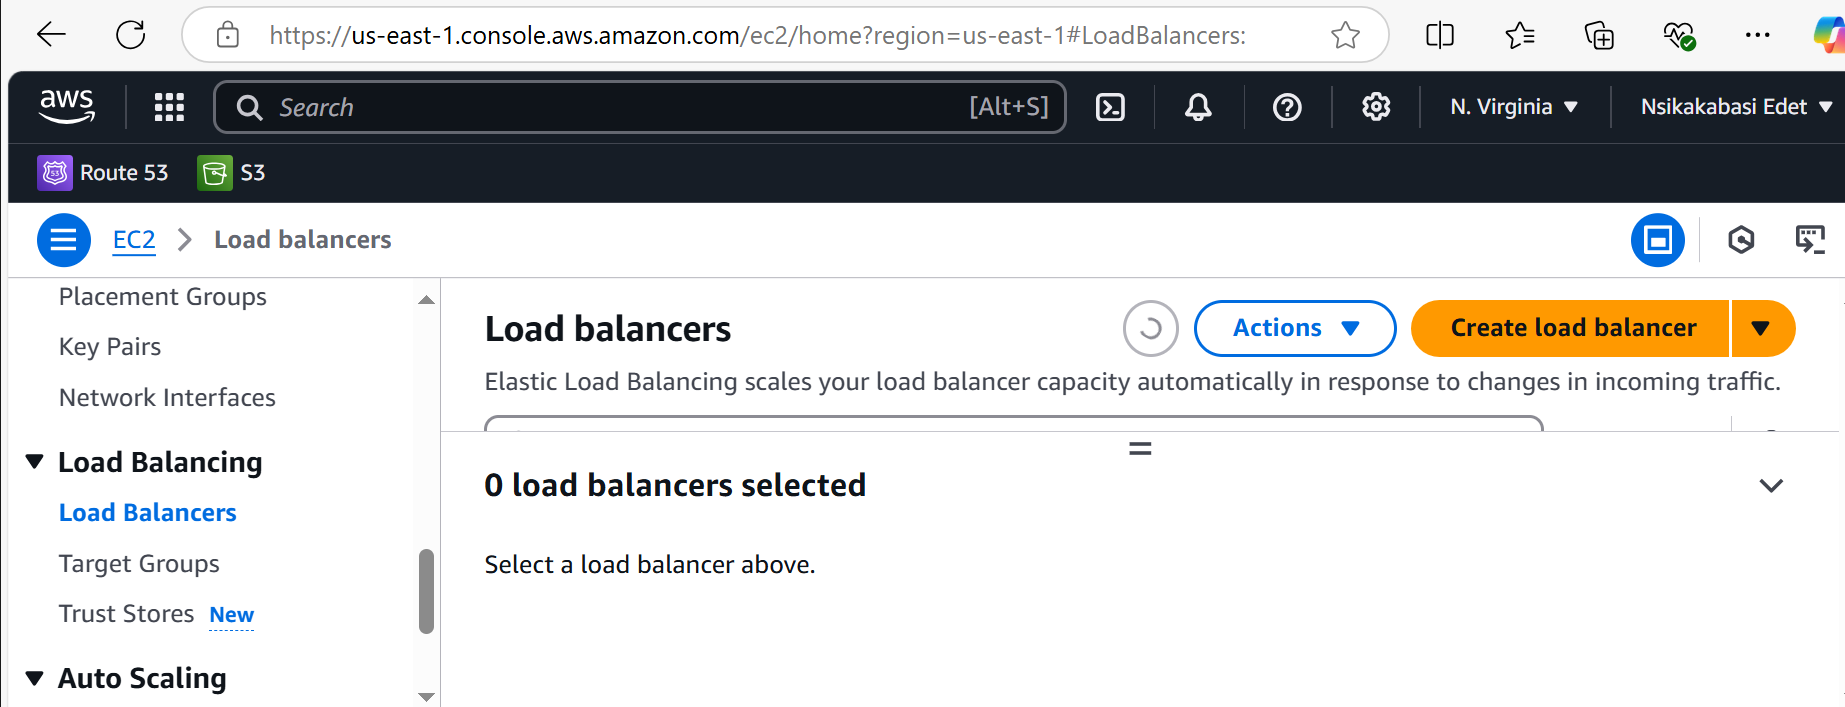 https://us-east-1.console.aws.amazon.com/ec2/home?region=us-east-1#LoadBalancers:
aws
Search
[Alt+S]
N. Virginia
Nsikakabasi Edet
53
Route 53
S3
EC2
Load balancers
Placement Groups
Key Pairs
Network Interfaces
Load Balancing
Load Balancers
Target Groups
Trust Stores New
Auto Scaling
Load balancers
Actions
Create load balancer
Elastic Load Balancing scales your load balancer capacity automatically in response to changes in incoming traffic.
0 load balancers selected
Select a load balancer above.